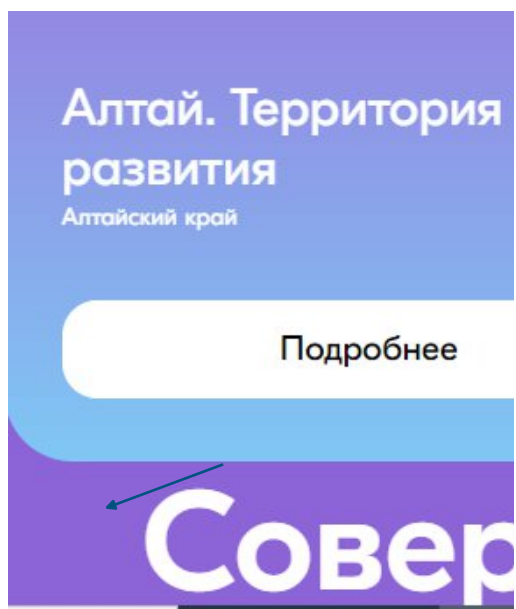 Алтай. Территория
развития
Алтайский край
Подробнее
Совер